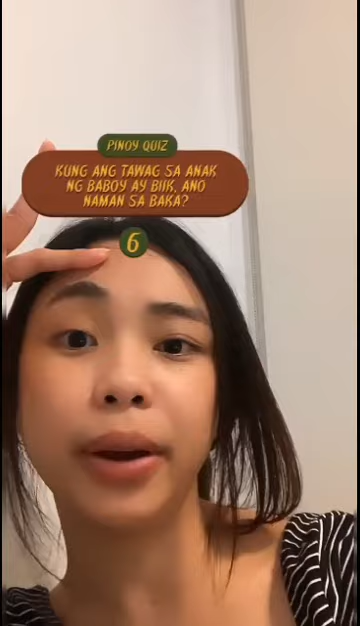 PINOY QUIZ
KUNG ANG TAWAG SA ANAK
NG BABOY AY BIIK, ANO
NAMAN SA BAKA?
6